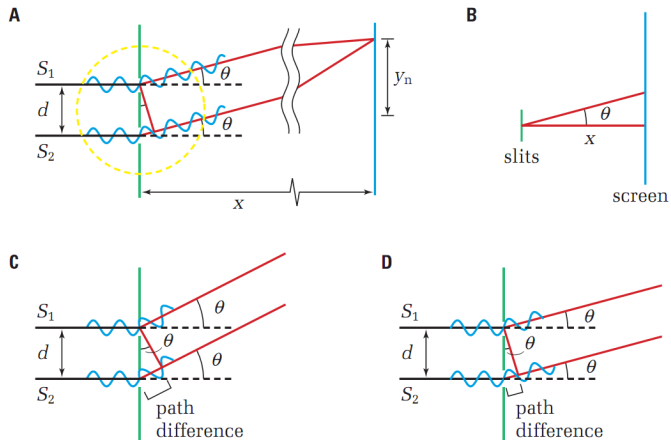 A
S₁
d
S₂
θ
θ
yₙ
x
B
θ
x
slits
screen
C
S₁
d
S₂
θ
θ
θ
path
difference
D
S₁
d
S₂
θ
θ
θ
path
difference